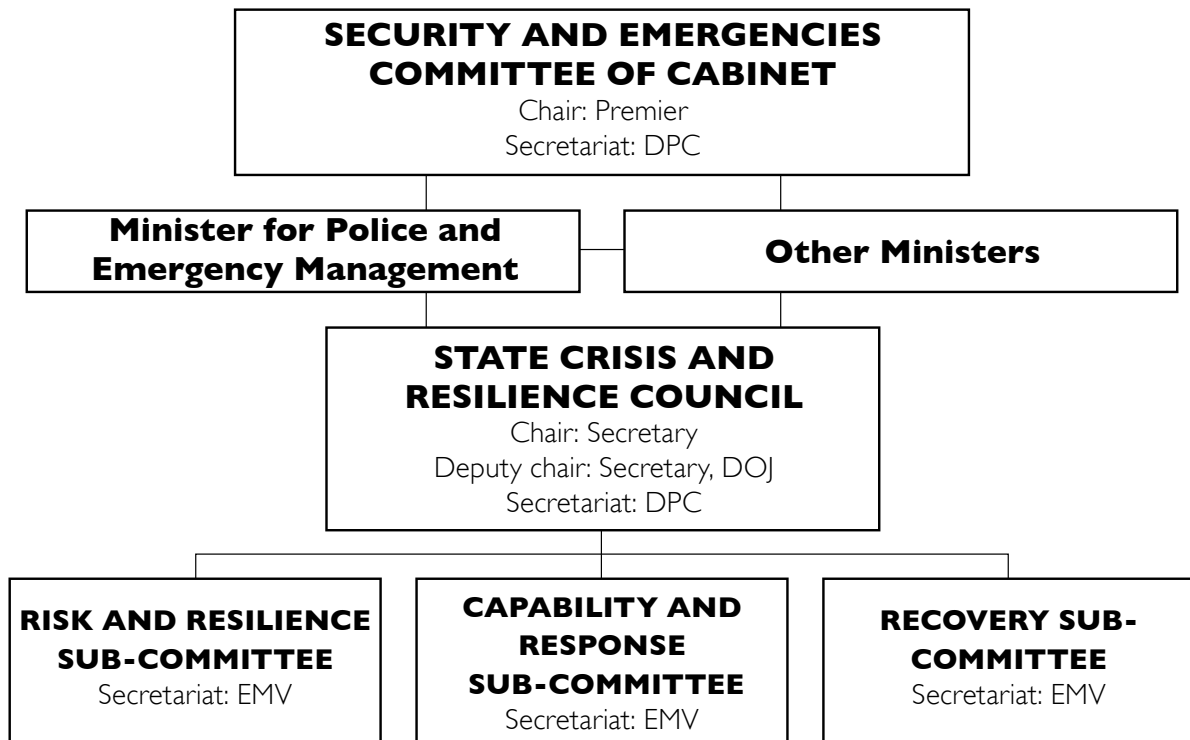 SECURITY AND EMERGENCIES
COMMITTEE OF CABINET
Chair: Premier
Secretariat: DPC
Minister for Police and
Emergency Management
Other Ministers
STATE CRISIS AND
RESILIENCE COUNCIL
Chair: Secretary
Deputy chair: Secretary, DOJ
Secretariat: DPC
RISK AND RESILIENCE
SUB-COMMITTEE
Secretariat: EMV
CAPABILITY AND
RESPONSE
SUB-COMMITTEE
Secretariat: EMV
RECOVERY SUB-
COMMITTEE
Secretariat: EMV